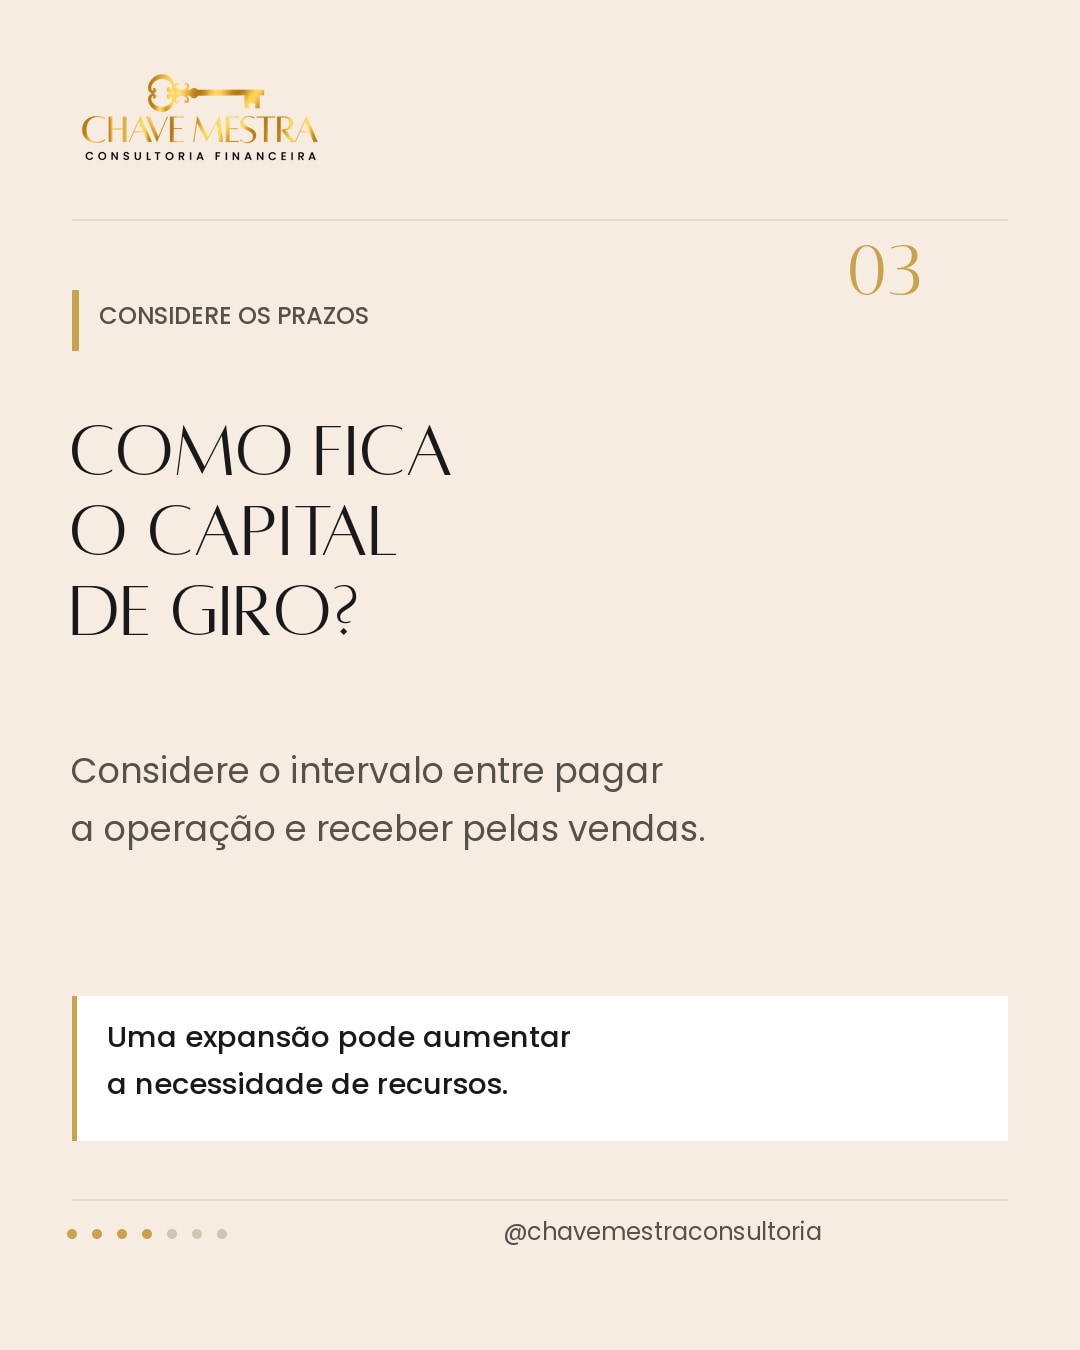 CHAVE MESTRA
CONSULTORIA FINANCEIRA
03
CONSIDERE OS PRAZOS
COMO FICA
O CAPITAL
DE GIRO?
Considere o intervalo entre pagar
a operação e receber pelas vendas.
Uma expansão pode aumentar
a necessidade de recursos.
@chavemestraconsultoria